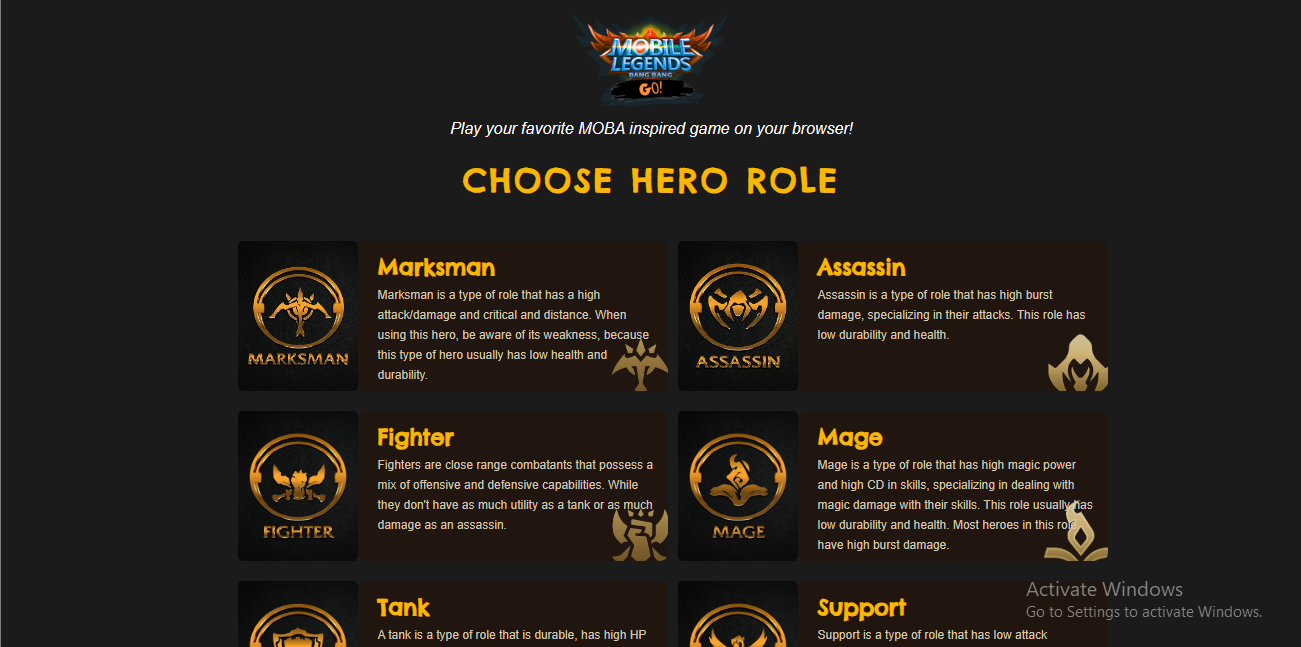 MOBILE
LEGENDS
BANG BANG
GO!
Play your favorite MOBA inspired game on your browser!
CHOOSE HERO ROLE
MARKSMAN
Marksman
Marksman is a type of role that has a high
attack/damage and critical and distance. When
using this hero, be aware of its weakness, because
this type of hero usually has low health and
durability.
ASSASSIN
Assassin
Assassin is a type of role that has high burst
damage, specializing in their attacks. This role has
low durability and health.
FIGHTER
Fighter
Fighters are close range combatants that possess a
mix of offensive and defensive capabilities. While
they don't have as much utility as a tank or as much
damage as an assassin.
MAGE
Mage
Mage is a type of role that has high magic power
and high CD in skills, specializing in dealing with
magic damage with their skills. This role usually has
low durability and health. Most heroes in this role
have high burst damage.
Tank
A tank is a type of role that is durable, has high HP
Support
Support is a type of role that has low attack
Activate Windows
Go to Settings to activate Windows.